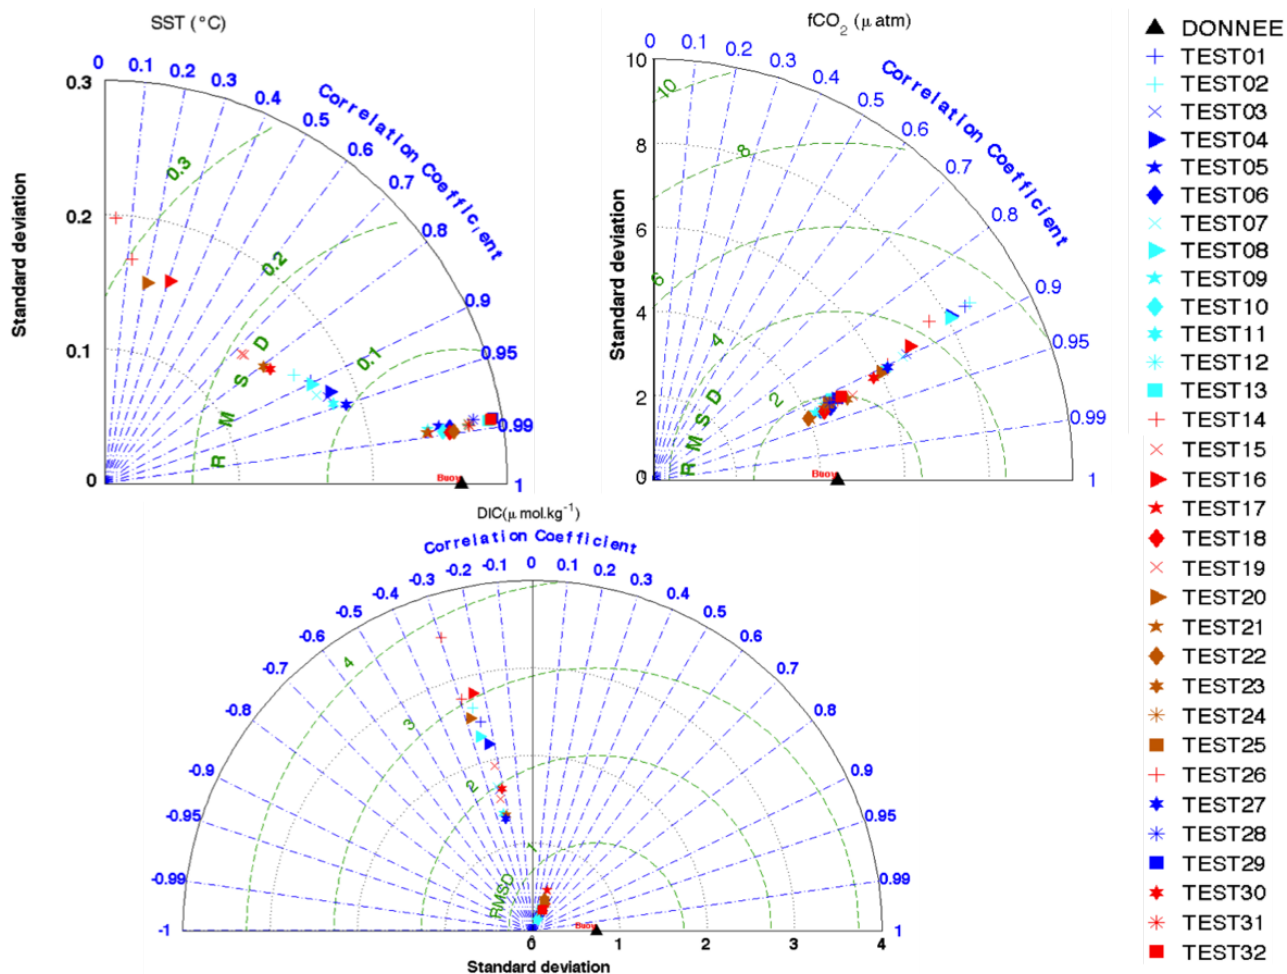 SST (°C)
0.3
0.2
0.1
0
Standard deviation
0
0.1
0.2
0.3
0.4
0.5
0.6
0.7
0.8
0.9
0.95
0.99
1
Correlation Coefficient
0.3
0.2
0.1
R M S D
Buoy
fCO2 (μ atm)
10
8
6
4
2
0
Standard deviation
0
0.1
0.2
0.3
0.4
0.5
0.6
0.7
0.8
0.9
0.95
0.99
1
Correlation Coefficient
10
8
6
4
2
R M S D
Buoy
DIC(μ mol.kg-1)
Correlation Coefficient
-1
-0.99
-0.95
-0.9
-0.8
-0.7
-0.6
-0.5
-0.4
-0.3
-0.2
-0.1
0
0.1
0.2
0.3
0.4
0.5
0.6
0.7
0.8
0.9
0.95
0.99
1
4
3
2
1
RMSD
Buoy
0
1
2
3
4
Standard deviation
DONNEE
TEST01
TEST02
TEST03
TEST04
TEST05
TEST06
TEST07
TEST08
TEST09
TEST10
TEST11
TEST12
TEST13
TEST14
TEST15
TEST16
TEST17
TEST18
TEST19
TEST20
TEST21
TEST22
TEST23
TEST24
TEST25
TEST26
TEST27
TEST28
TEST29
TEST30
TEST31
TEST32